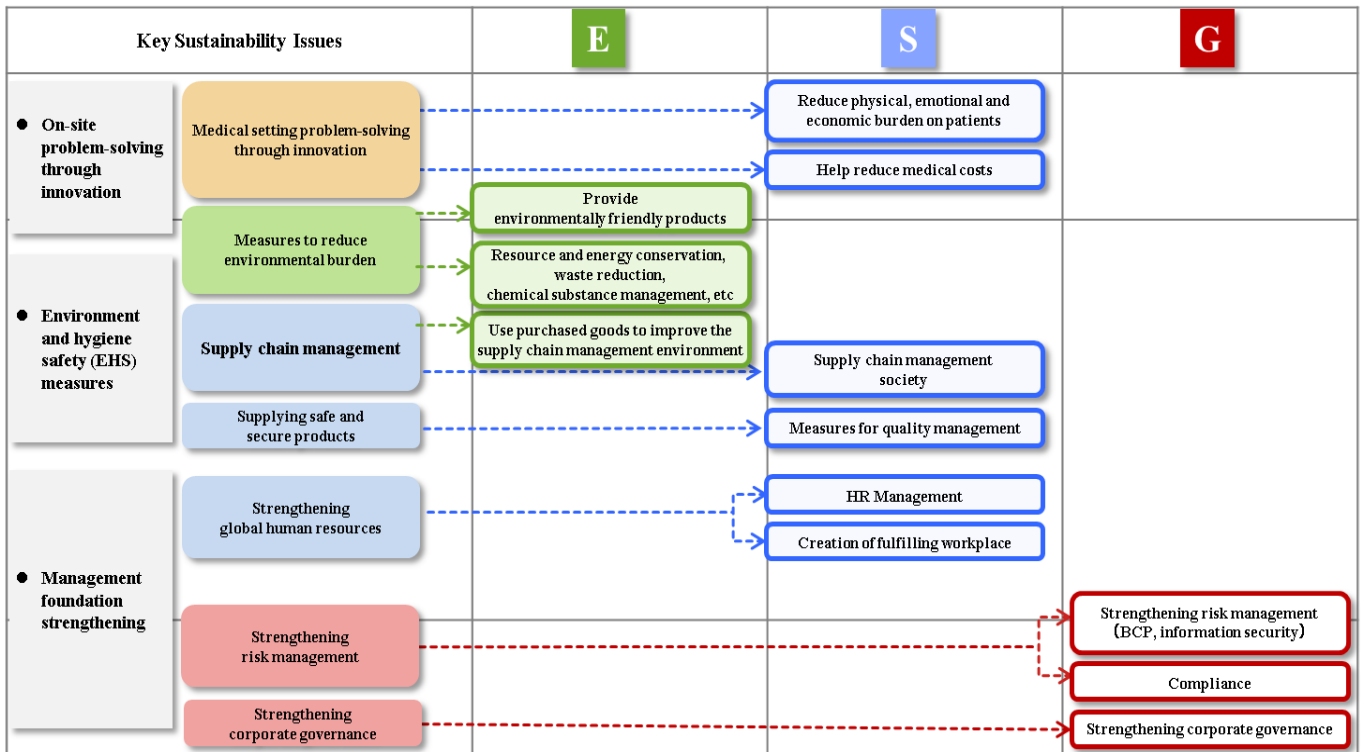 Key Sustainability Issues
E
S
G
● On-site
problem-solving
through
innovation
Medical setting problem-solving
through innovation
Reduce physical, emotional and
economic burden on patients
Help reduce medical costs
Measures to reduce
environmental burden
Provide
environmentally friendly products
Resource and energy conservation,
waste reduction,
chemical substance management, etc
● Environment
and hygiene
safety (EHS)
measures
Supply chain management
Use purchased goods to improve the
supply chain management environment
Supply chain management
society
Supplying safe and
secure products
Measures for quality management
● Management
foundation
strengthening
Strengthening
global human resources
HR Management
Creation of fulfilling workplace
Strengthening
risk management
Strengthening risk management
(BCP, information security)
Compliance
Strengthening
corporate governance
Strengthening corporate governance